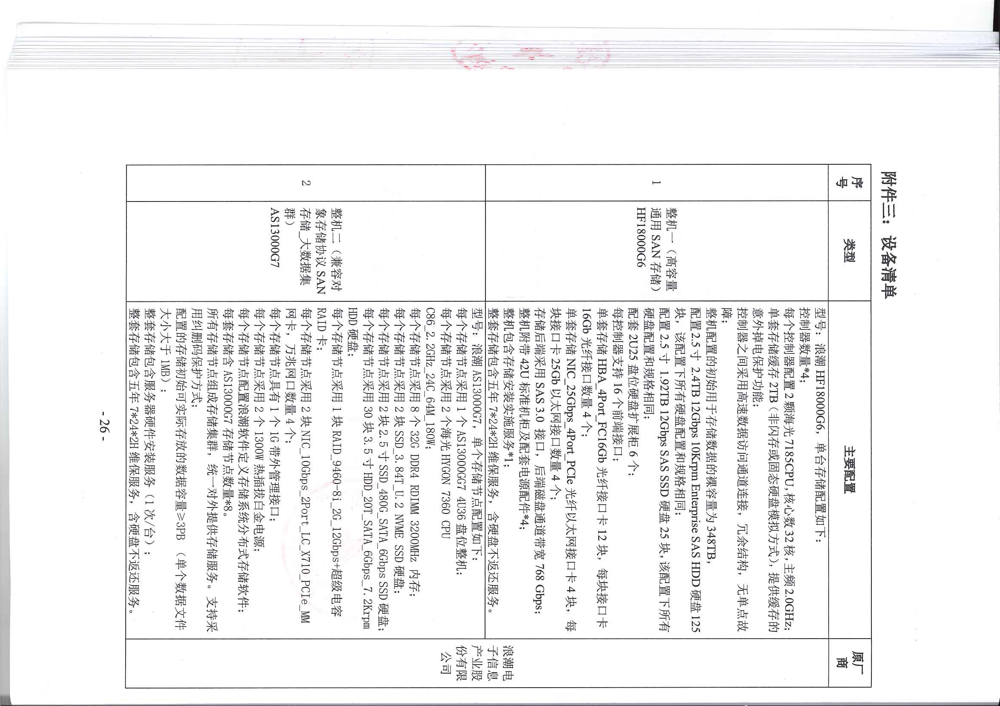 附件三：设备清单
序号
类型
主要配置
原厂商
1
整机一（高容量
通用 SAN 存储）
HF18000G6
型号：浪潮 HF18000G6，单台存储配置如下：
控制器数量*4；
每个控制器配置 2 颗海光 7185CPU，核心数 32 核，主频 2.0GHz；
单套存储缓存 2TB（非闪存或固态硬盘模拟方式），提供缓存的
意外掉电保护功能；
控制器之间采用高速数据访问通道连接，冗余结构，无单点故
障；
整机配置的初始用于存储数据的裸容量为 348TB，
配置 2.5 寸 2.4TB 12Gbps 10Krpm Enterprise SAS HDD 硬盘 125
块，该配置下所有硬盘配置和规格相同；
配置 2.5 寸 1.92TB 12Gbps SAS SSD 硬盘 25 块，该配置下所有
硬盘配置和规格相同；
配套 2U25 盘位硬盘扩展柜 6 个；
每控制器支持 16 个前端接口；
单套存储 HBA_4Port_FC16Gb 光纤接口卡 12 块，每块接口卡
16Gb 光纤接口数量 4 个；
单套存储 NIC_25Gbps_4Port_PCIe 光纤以太网接口卡 4 块，每
块接口卡 25Gb 以太网接口数量 4 个；
存储后端采用 SAS 3.0 接口，后端磁盘通道带宽 768 Gbps；
整机附带 42U 标准机柜及配套电源配件*4；
整机包含存储安装实施服务*1；
整套存储包含五年 7*24*2H 维保服务，含硬盘不返还服务。
浪潮电
子信息
产业股
份有限
公司
2
整机二（兼容对
象存储协议 SAN
存储_大数据集
群）
AS13000G7
型号：浪潮 AS13000G7，单个存储节点配置如下：
每个存储节点采用 1 个 AS13000GG7 4U36 盘位整机；
每个存储节点采用 2 个海光 HYGON 7360 CPU
C86_2.2GHz_24C_64M_180W；
每个存储节点采用 8 个 32G DDR4 RDIMM 3200MHz 内存；
每个存储节点采用 2 块 SSD_3.84T_U.2 NVME SSD 硬盘；
每个存储节点采用 2 块 2.5 寸 SSD_480G_SATA_6Gbps SSD 硬盘；
每个存储节点采用 30 块 3.5 寸 HDD_20T_SATA_6Gbps_7.2Krpm
HDD 硬盘；
每个存储节点采用 1 块 RAID_9460-8i_2G_12Gbps+超级电容
RAID 卡；
每个存储节点采用 2 块 NIC_10Gbps_2Port_LC_X710_PCIe_MM
网卡，万兆网口数量 4 个；
每个存储节点具有 1 个 1G 带外管理接口；
每个存储节点采用 2 个 1300W 热插拔白金电源；
每个存储节点配置浪潮软件定义存储系统分布式存储软件；
每套存储含 AS13000G7 存储节点数量*8。
所有存储节点组成存储集群，统一对外提供存储服务。支持采
用纠删码保护方式；
配置的存储初始可实际存放的数据容量≥3PB （单个数据文件
大小大于 1MB）；
整套存储包含服务器硬件安装服务（1 次/台）；
整套存储包含五年 7*24*2H 维保服务，含硬盘不返还服务。
- 26 -